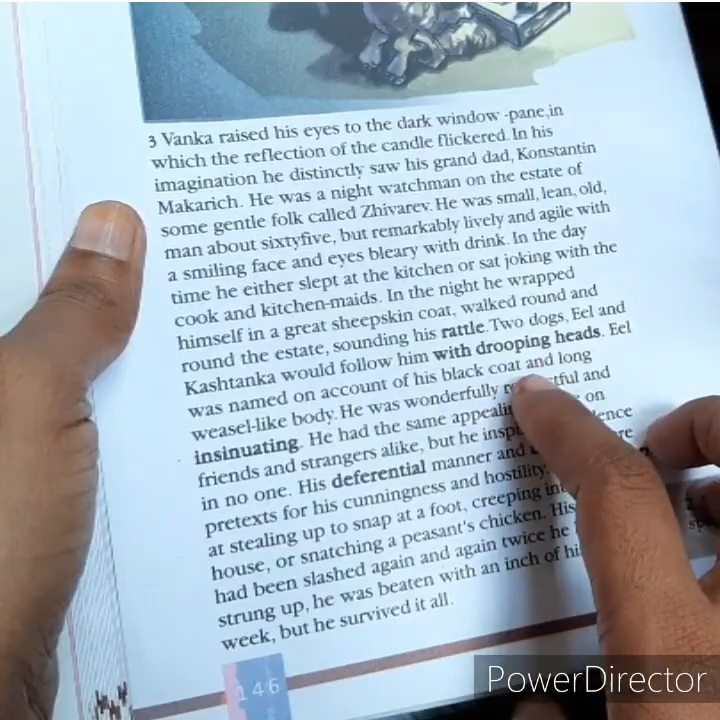 3 Vanka raised his eyes to the dark window -pane,in
which the reflection of the candle flickered. In his
imagination he distinctly saw his grand dad, Konstantin
Makarich. He was a night watchman on the estate of
some gentle folk called Zhivarev. He was small, lean, old,
man about sixtyfive, but remarkably lively and agile with
a smiling face and eyes bleary with drink. In the day
time he either slept at the kitchen or sat joking with the
cook and kitchen-maids. In the night he wrapped
himself in a great sheepskin coat, walked round and
round the estate, sounding his rattle. Two dogs, Eel and
Kashtanka would follow him with drooping heads. Eel
was named on account of his black coat and long
weasel-like body. He was wonderfully and
insinuating. He had the same on
friends and strangers alike, but he
in no one. His deferential manner and
pretexts for his cunningness and hostility.
at stealing up to snap at a foot, creeping
house, or snatching a peasant's chicken. His
had been slashed again and again twice he
strung up, he was beaten with an inch of
week, but he survived it all.
146
PowerDirector